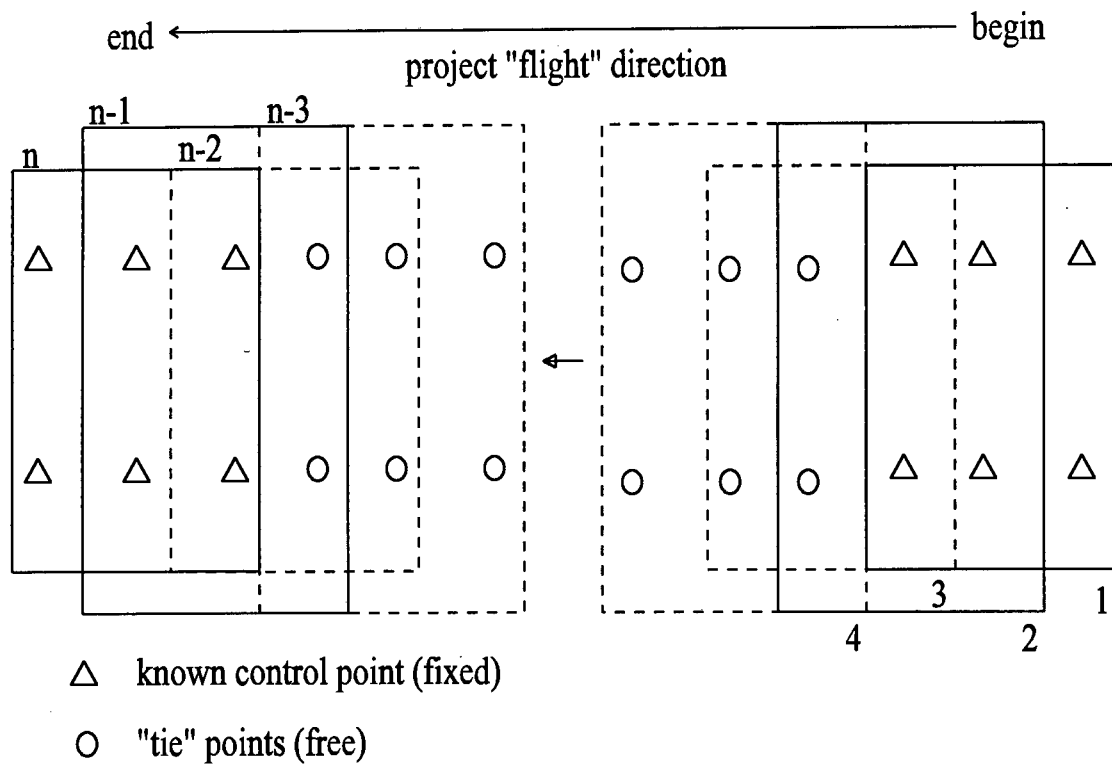 end begin
project "flight" direction
n-1 n-3
n n-2
3 1
4 2
known control point (fixed)
"tie" points (free)